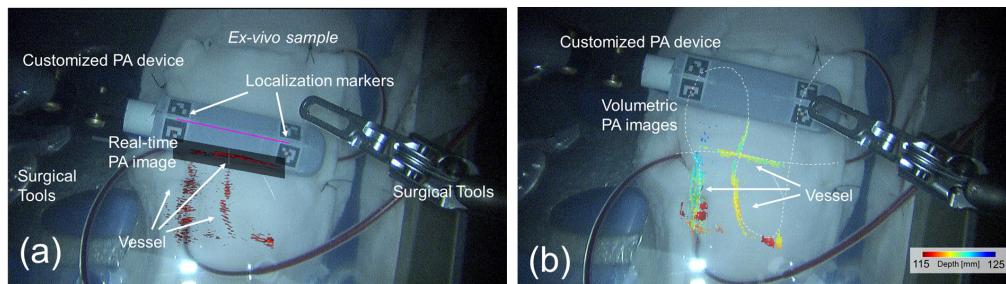 Ex-vivo sample
Customized PA device
Localization markers
Real-time
PA image
Surgical
Tools
Surgical Tools
Vessel
(a)
Customized PA device
Volumetric
PA images
Vessel
(b)
115 Depth [mm] 125